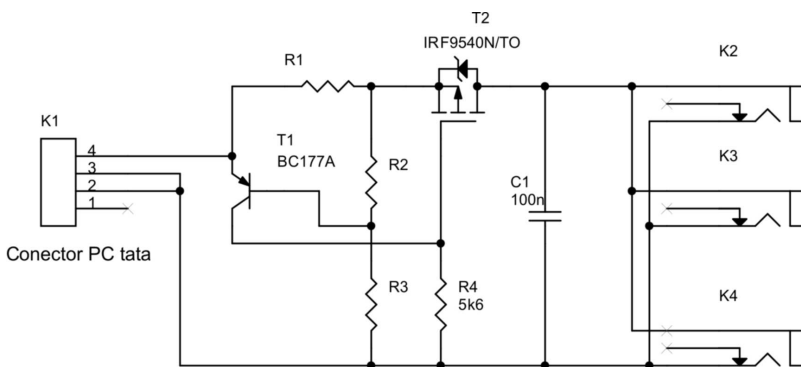 T2
IRF9540N/TO
K2
R1
K1
4
3
2
1
T1
BC177A
R2
K3
C1
100n
Conector PC tata
R3
R4
5k6
K4